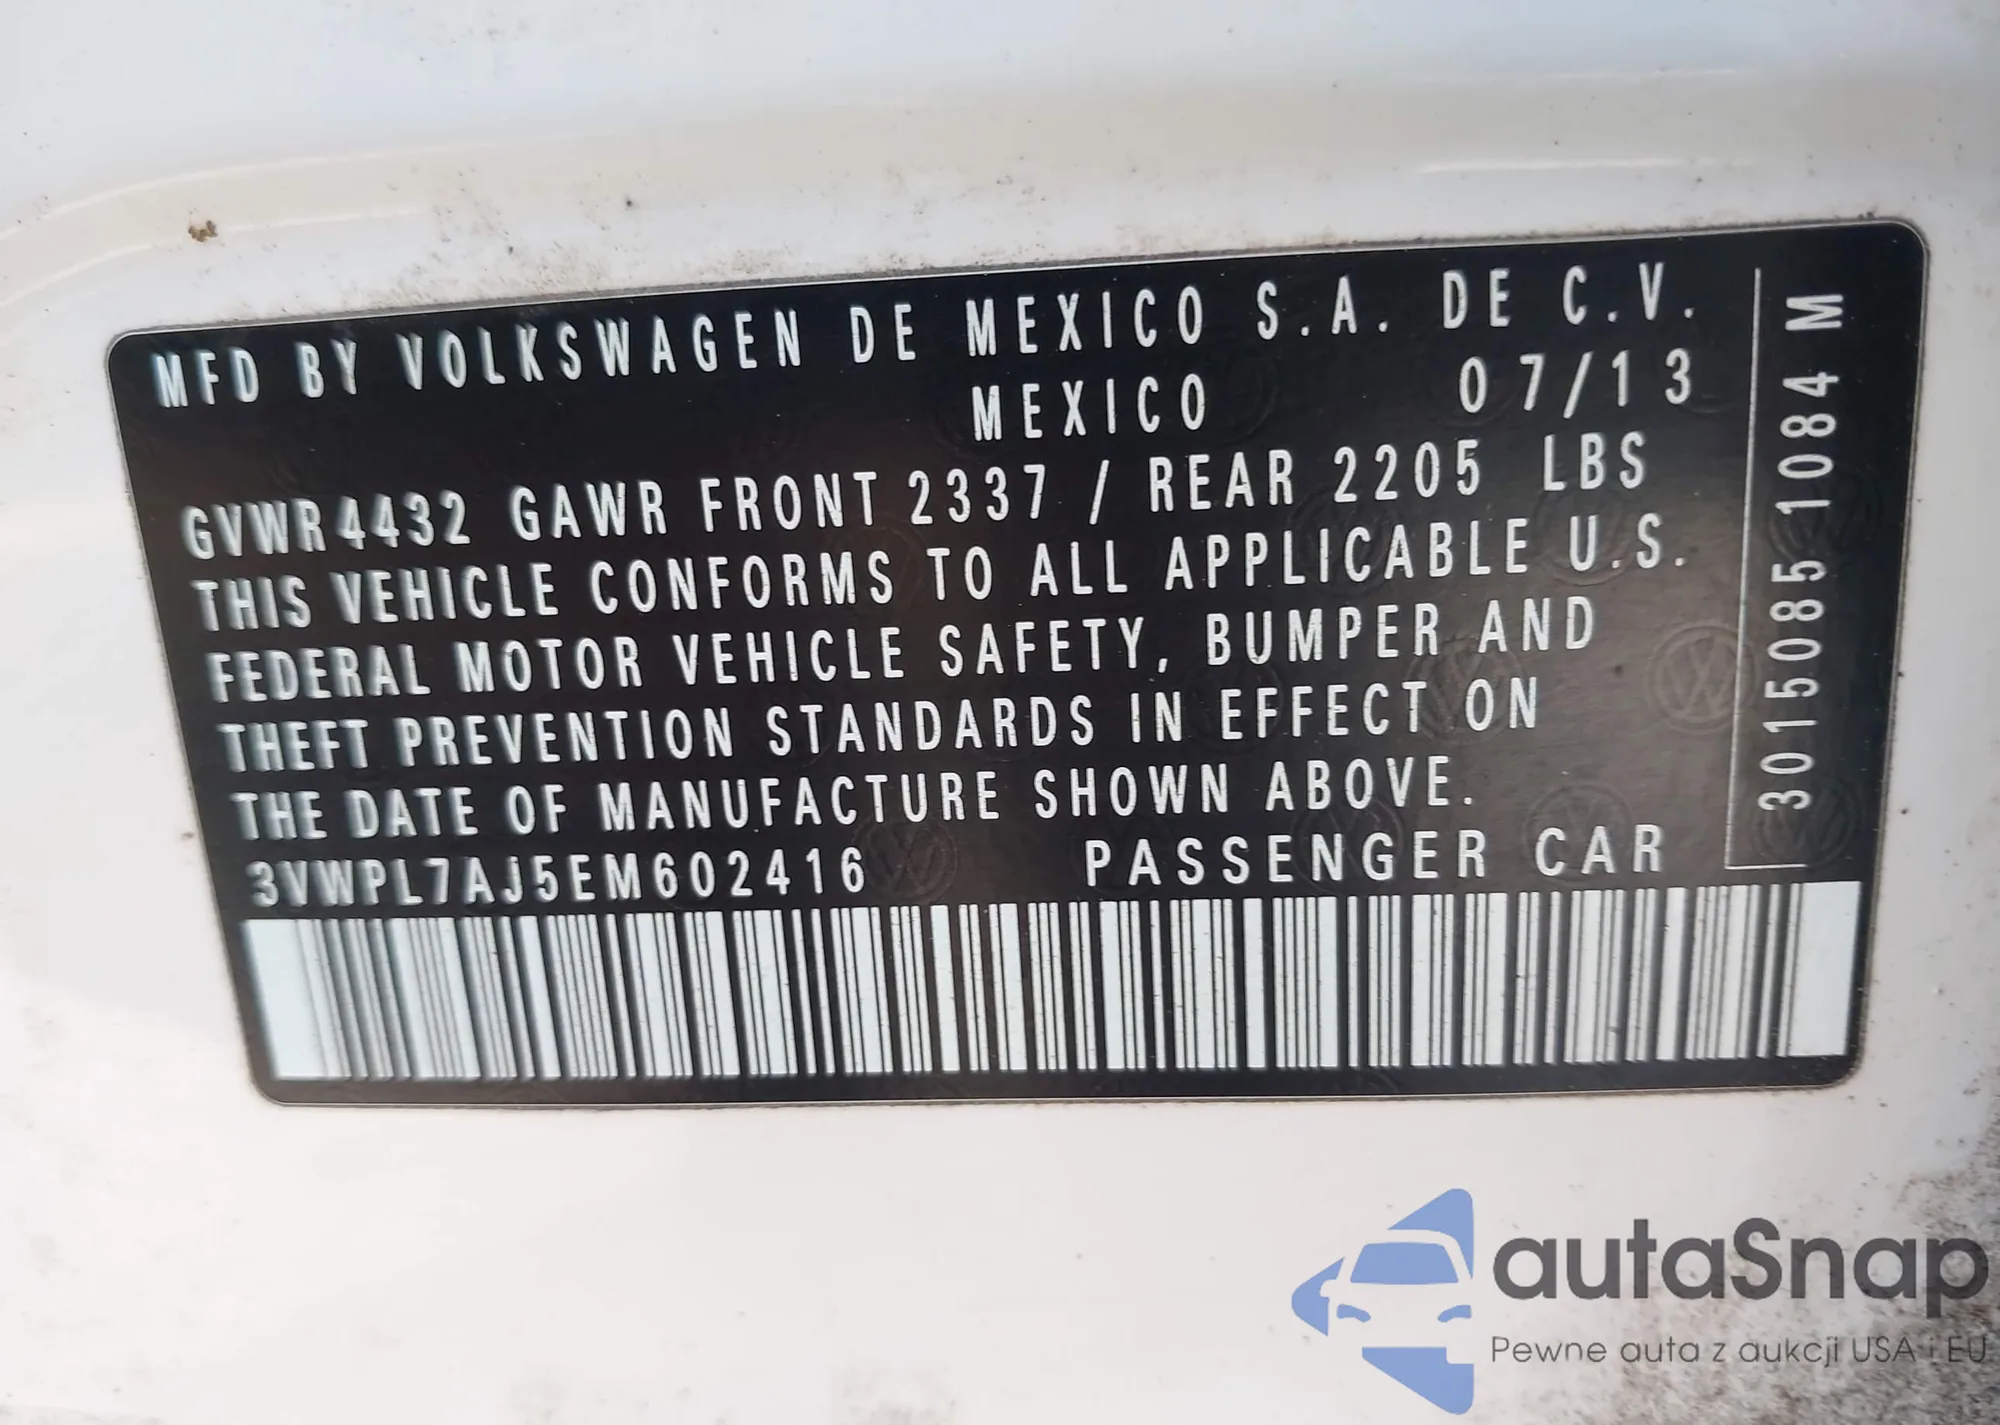 MFD BY VOLKSWAGEN DE MEXICO S.A. DE C.V.
MEXICO 07/13
GVWR4432 GAWR FRONT 2337 / REAR 2205 LBS
THIS VEHICLE CONFORMS TO ALL APPLICABLE U.S.
FEDERAL MOTOR VEHICLE SAFETY, BUMPER AND
THEFT PREVENTION STANDARDS IN EFFECT ON
THE DATE OF MANUFACTURE SHOWN ABOVE.
3VWPL7AJ5EM602416 PASSENGER CAR
3015085 1084 M
autaSnap
Pewne auta z aukcji USA i EU